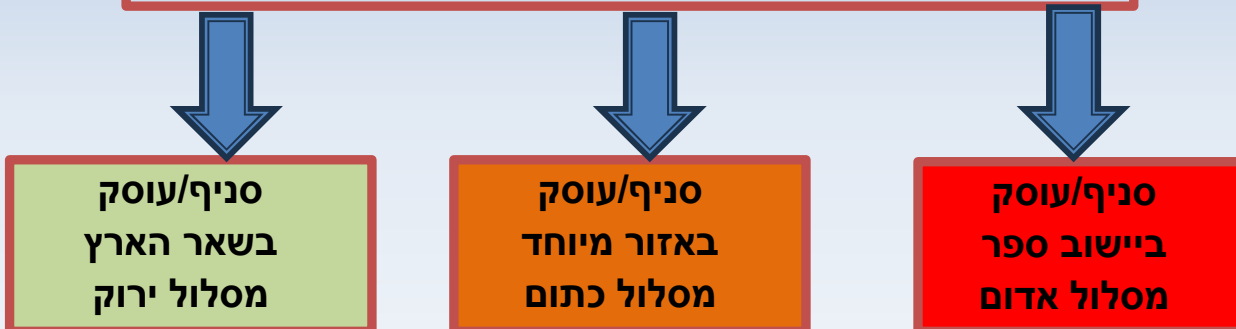 סניף/עוסק
ביישוב ספר
מסלול אדום
סניף/עוסק
באזור מיוחד
מסלול כתום
סניף/עוסק
בשאר הארץ
מסלול ירוק